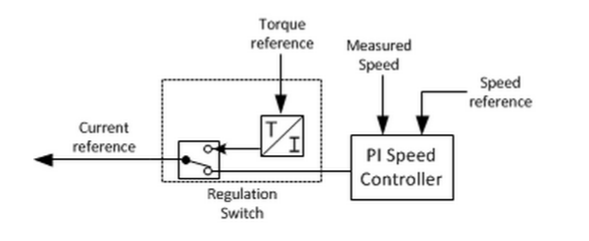 Torque
reference
Measured
Speed
Speed
reference
Current
reference
T
I
PI Speed
Controller
Regulation
Switch